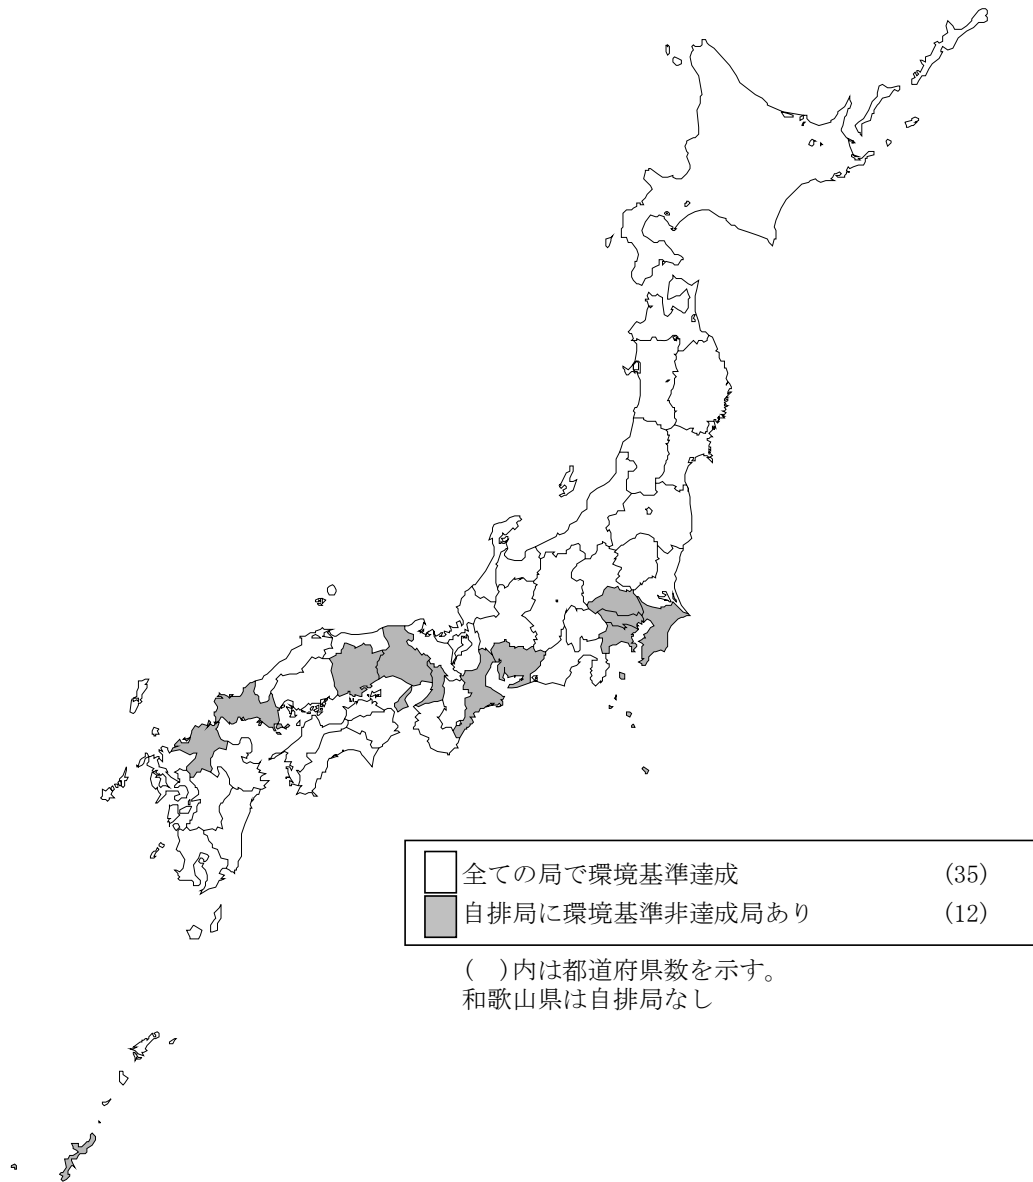 全ての局で環境基準達成 (35)
自排局に環境基準非達成局あり (12)
( )内は都道府県数を示す。
和歌山県は自排局なし